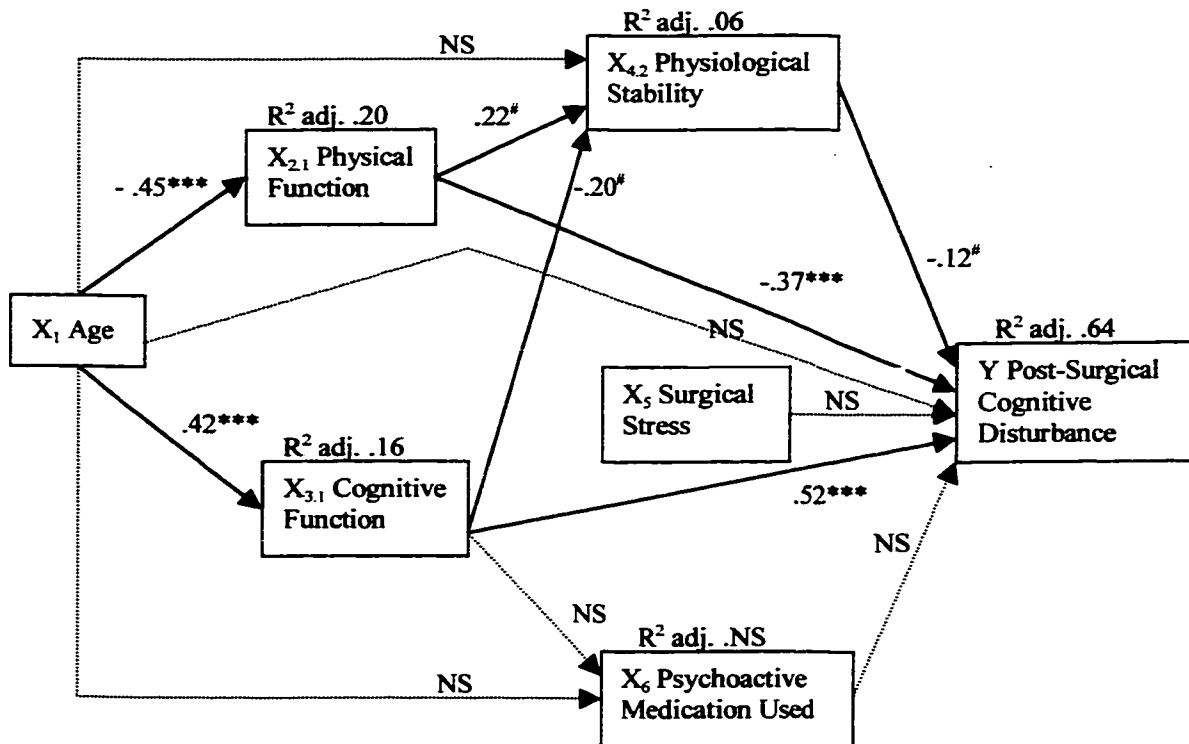 R² adj. .06
NS
X₄.₂ Physiological
Stability
R² adj. .20
.22#
X₂.₁ Physical
Function
- .45***
-.20#
-.12#
-.37***
X₁ Age
NS
R² adj. .64
Y Post-Surgical
Cognitive
Disturbance
X₅ Surgical
Stress
NS
.42***
R² adj. .16
X₃.₁ Cognitive
Function
.52***
NS
NS
R² adj. .NS
NS
X₆ Psychoactive
Medication Used